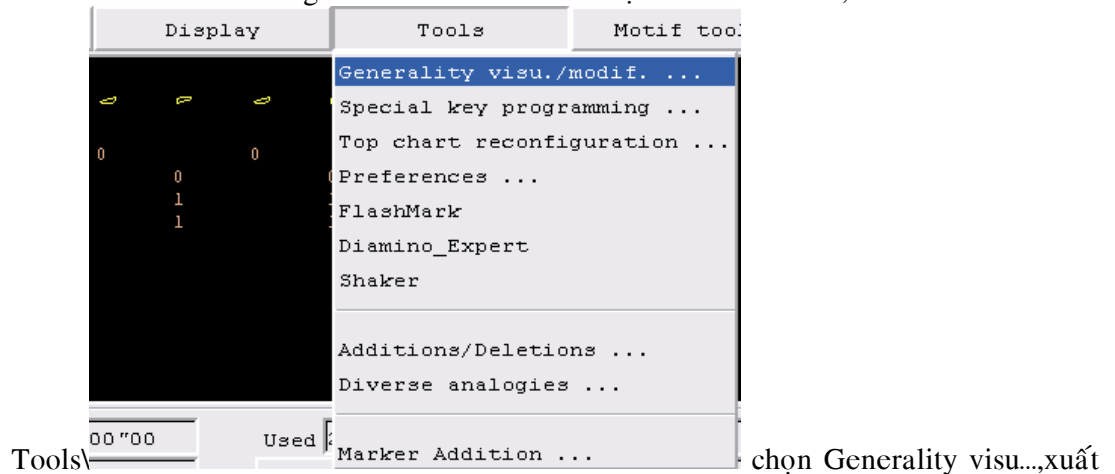 Display Tools Motif tool
Generality visu./modif. ...
Special key programming ...
Top chart reconfiguration ...
0 0
0 Preferences ...
1
1 FlashMark
Diamino_Expert
Shaker
Additions/Deletions ...
Diverse analogies ...
00"00 Used
Marker Addition ...
Tools\ chọn Generality visu...,xuất